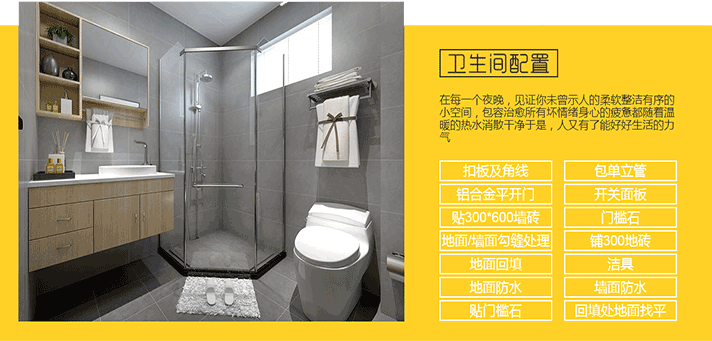 卫生间配置
在每一个夜晚，见证你未曾示人的柔软整洁有序的
小空间，包容治愈所有坏情绪身心的疲惫都随着温
暖的热水消散干净于是，人又有了能好好生活的力
气
扣板及角线
包单立管
铝合金平开门
开关面板
贴300*600墙砖
门槛石
地面/墙面勾缝处理
铺300地砖
地面回填
洁具
地面防水
墙面防水
贴门槛石
回填处地面找平